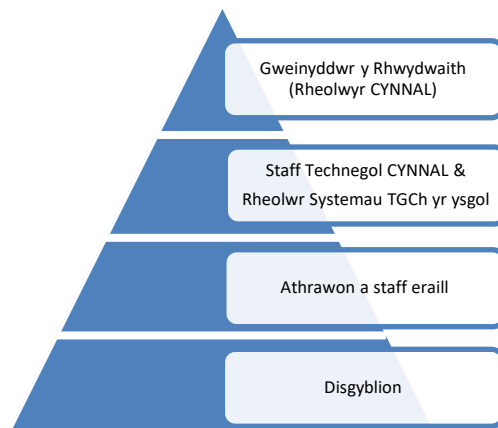 Gweinyddwr y Rhwydwaith
(Rheolwyr CYNNAL)
Staff Technegol CYNNAL &
Rheolwr Systemau TGCh yr ysgol
Athrawon a staff eraill
Disgyblion